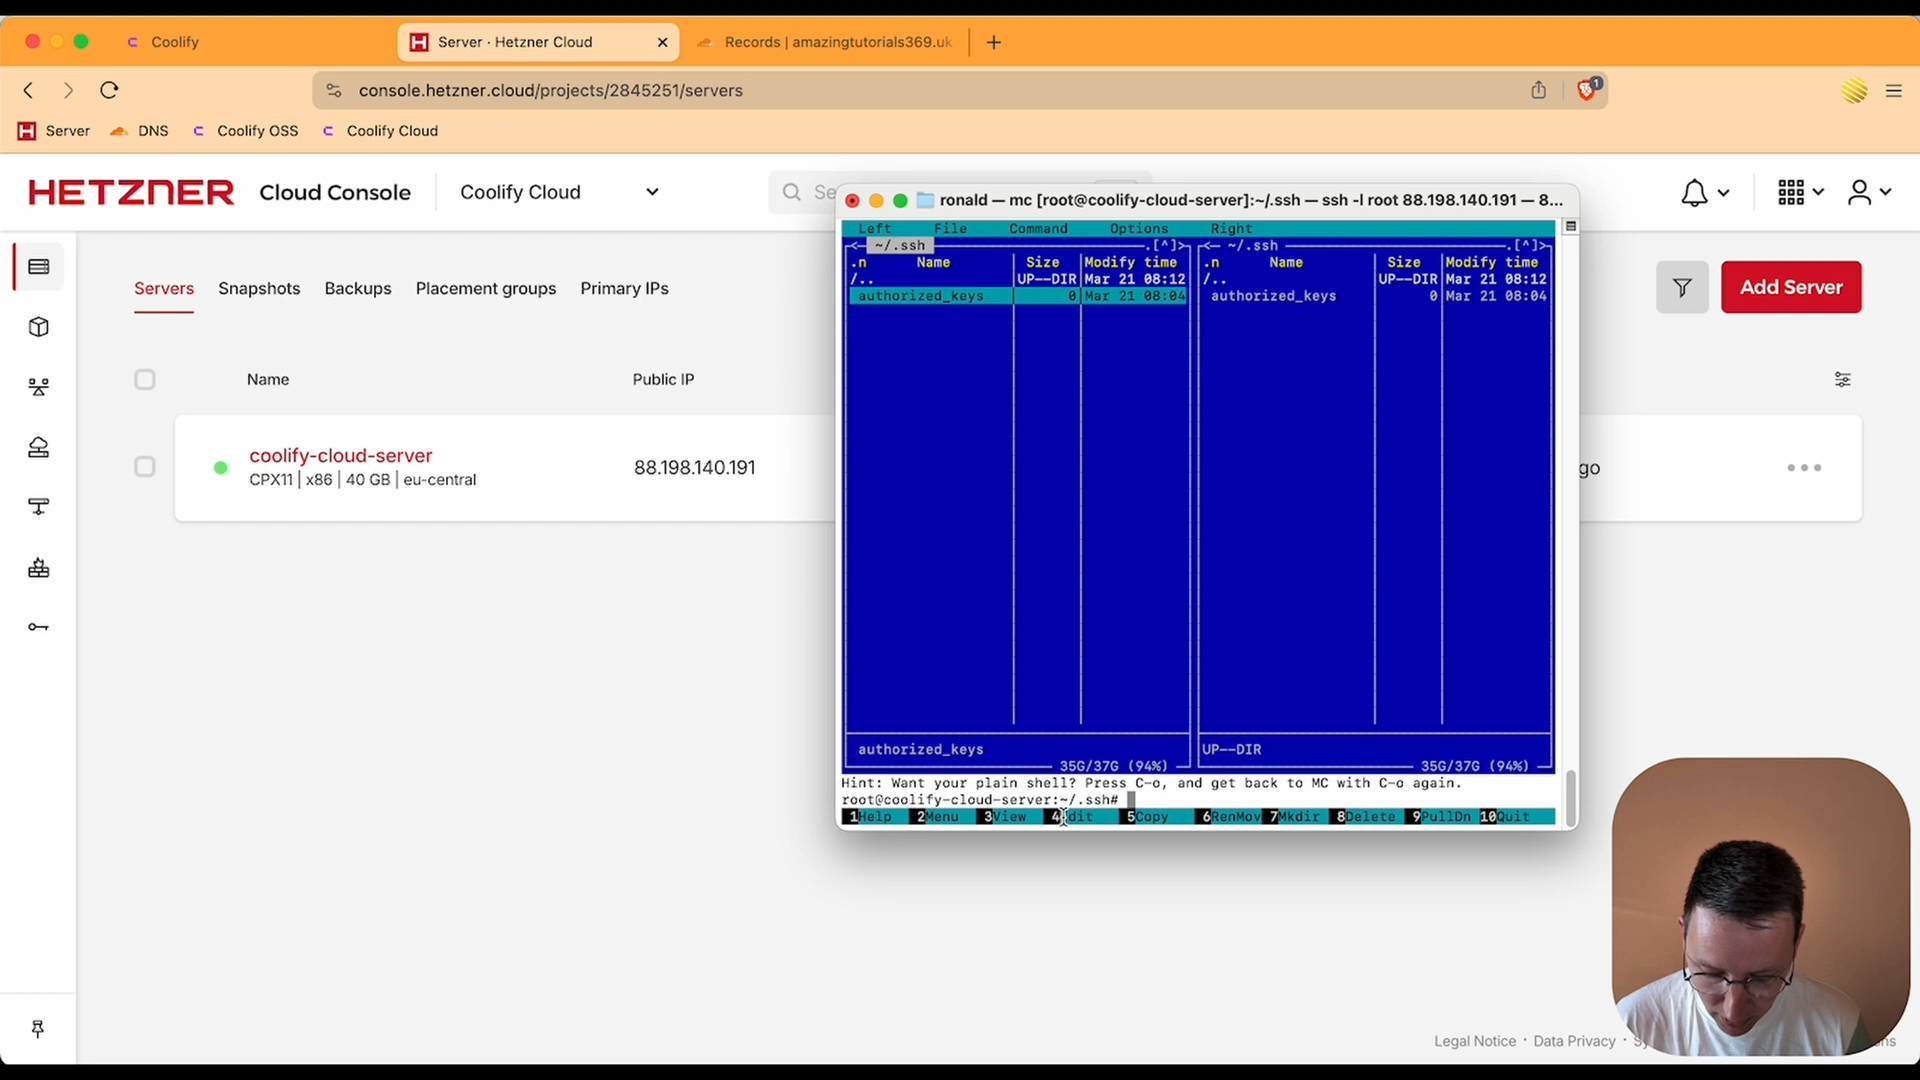 Coolify
Server · Hetzner Cloud
Records | amazingtutorials369.uk
console.hetzner.cloud/projects/2845251/servers
1
Server
DNS
Coolify OSS
Coolify Cloud
HETZNER Cloud Console
Coolify Cloud
Servers
Snapshots
Backups
Placement groups
Primary IPs
Add Server
Name
Public IP
coolify-cloud-server
CPX11 | x86 | 40 GB | eu-central
88.198.140.191
go
ronald — mc [root@coolify-cloud-server]:~/.ssh — ssh -l root 88.198.140.191 — 8...
Left File Command Options Right
<— ~/.ssh .[^]> <— ~/.ssh .[^]>
.n Name Size Modify time .n Name Size Modify time
/.. UP--DIR Mar 21 08:12 /.. UP--DIR Mar 21 08:12
authorized_keys 0 Mar 21 08:04 authorized_keys 0 Mar 21 08:04
authorized_keys UP--DIR
35G/37G (94%) 35G/37G (94%)
Hint: Want your plain shell? Press C-o, and get back to MC with C-o again.
root@coolify-cloud-server:~/.ssh#
1Help 2Menu 3View 4Edit 5Copy 6RenMov 7Mkdir 8Delete 9PullDn 10Quit
Legal Notice · Data Privacy ·